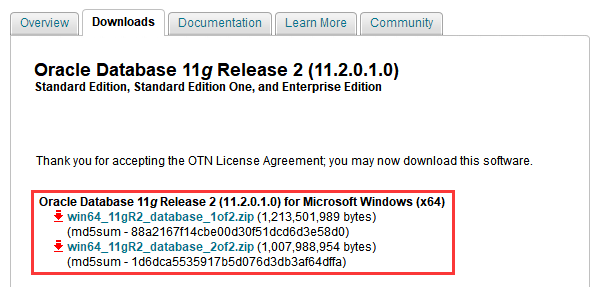 Overview Downloads Documentation Learn More Community
Oracle Database 11g Release 2 (11.2.0.1.0)
Standard Edition, Standard Edition One, and Enterprise Edition
Thank you for accepting the OTN License Agreement; you may now download this software.
Oracle Database 11g Release 2 (11.2.0.1.0) for Microsoft Windows (x64)
win64_11gR2_database_1of2.zip (1,213,501,989 bytes)
(md5sum - 88a2167f14cbe00d30f51dcd6d3e58d0)
win64_11gR2_database_2of2.zip (1,007,988,954 bytes)
(md5sum - 1d6dca5535917b5d076d3db3af64dffa)